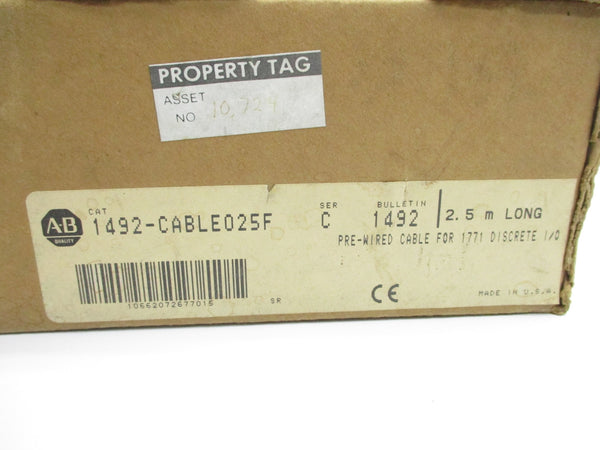 PROPERTY TAG
ASSET
NO 10,729
A-B
QUALITY
CAT
1492-CABLE025F
SER
C
BULLETIN
1492
2.5 m LONG
PRE-WIRED CABLE FOR 1771 DISCRETE I/O
10662072677015
SR
CE
MADE IN U.S.A.